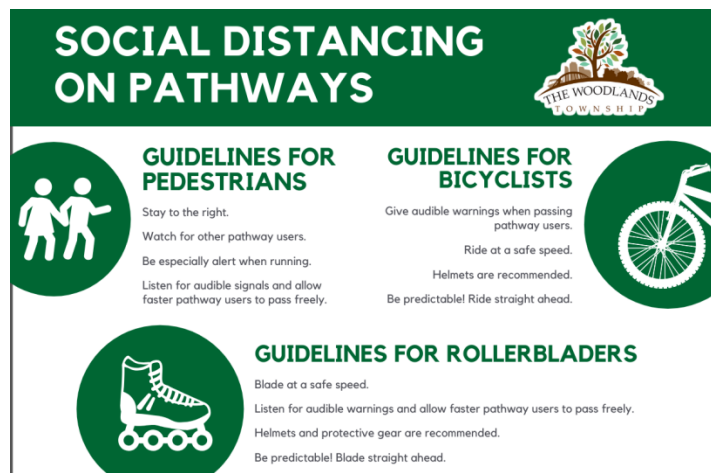 SOCIAL DISTANCING
ON PATHWAYS
THE WOODLANDS
TOWNSHIP
GUIDELINES FOR
PEDESTRIANS
Stay to the right.
Watch for other pathway users.
Be especially alert when running.
Listen for audible signals and allow
faster pathway users to pass freely.
GUIDELINES FOR
BICYCLISTS
Give audible warnings when passing
pathway users.
Ride at a safe speed.
Helmets are recommended.
Be predictable! Ride straight ahead.
GUIDELINES FOR ROLLERBLADERS
Blade at a safe speed.
Listen for audible warnings and allow faster pathway users to pass freely.
Helmets and protective gear are recommended.
Be predictable! Blade straight ahead.